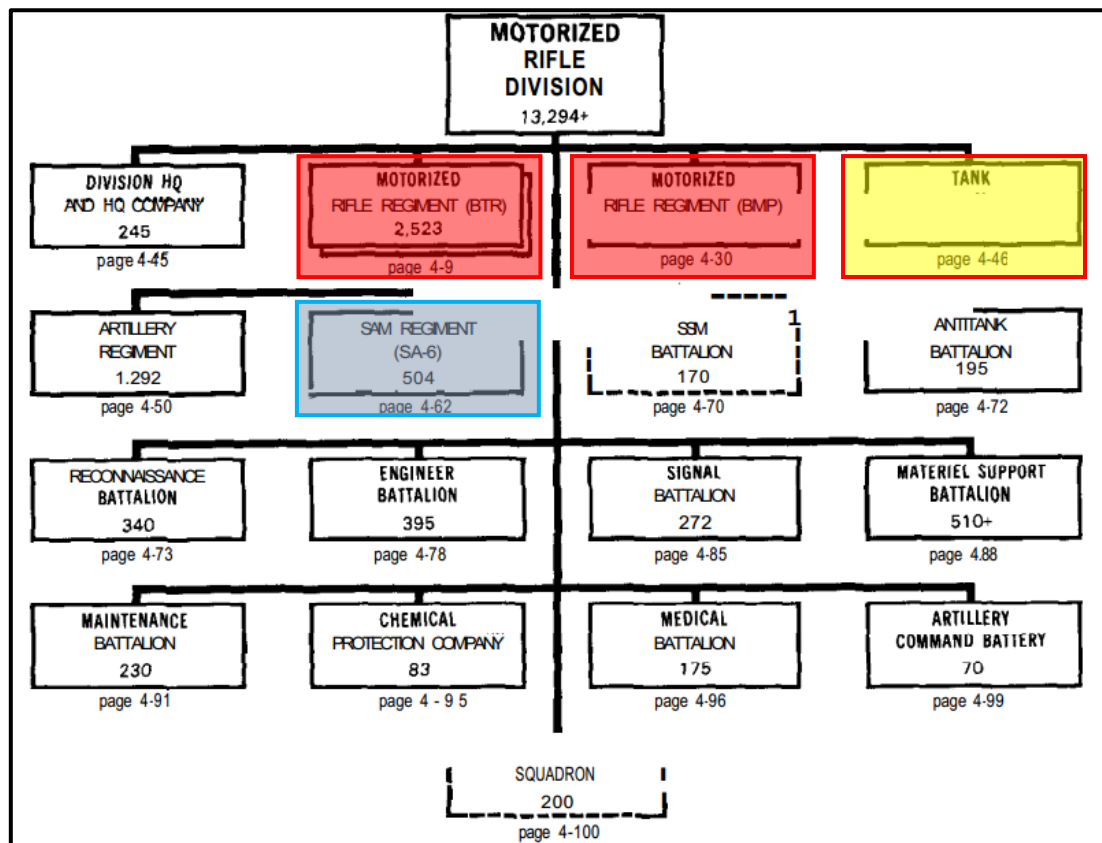 MOTORIZED
RIFLE
DIVISION
13,294+
DIVISION HQ
AND HQ COMPANY
245
page 4-45
MOTORIZED
RIFLE REGIMENT (BTR)
2,523
page 4-9
MOTORIZED
RIFLE REGIMENT (BMP)
page 4-30
TANK
page 4-46
ARTILLERY
REGIMENT
1.292
page 4-50
SAM REGIMENT
(SA-6)
504
page 4-62
1
SSM
BATTALION
170
page 4-70
ANTITANK
BATTALION
195
page 4-72
RECONNAISSANCE
BATTALION
340
page 4-73
ENGINEER
BATTALION
395
page 4-78
SIGNAL
BATTALION
272
page 4-85
MATERIEL SUPPORT
BATTALION
510+
page 4.88
MAINTENANCE
BATTALION
230
page 4-91
CHEMICAL
PROTECTION COMPANY
83
page 4 - 9 5
MEDICAL
BATTALION
175
page 4-96
ARTILLERY
COMMAND BATTERY
70
page 4-99
SQUADRON
200
page 4-100